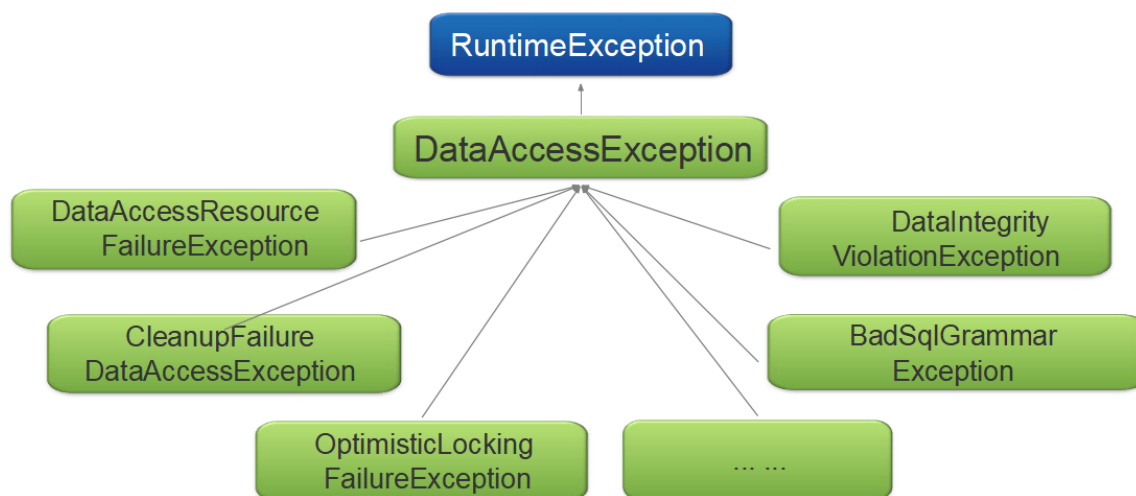 RuntimeException
DataAccessException
DataAccessResource
FailureException
DataIntegrity
ViolationException
CleanupFailure
DataAccessException
BadSqlGrammar
Exception
OptimisticLocking
FailureException
... ...